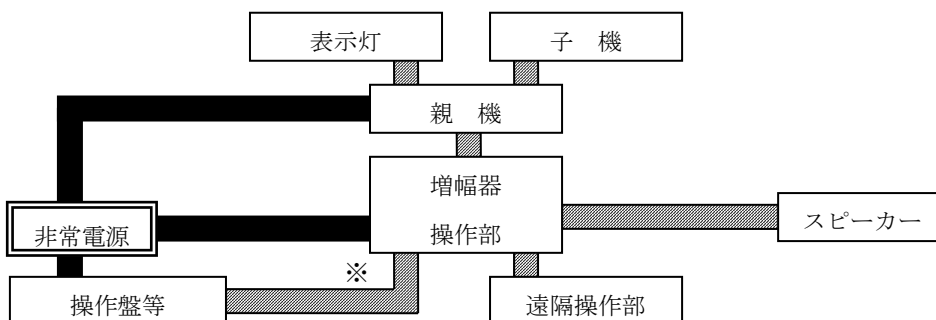 表示灯
子 機
親 機
増幅器
操作部
非常電源
スピーカー
※
操作盤等
遠隔操作部